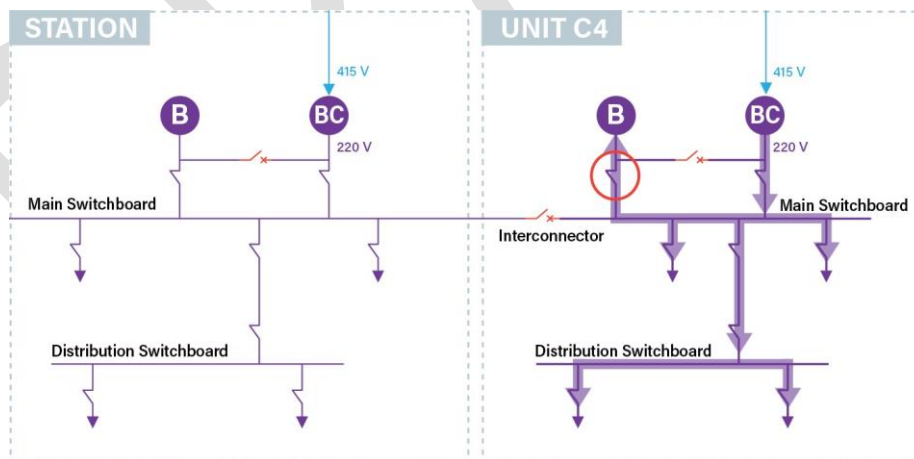 STATION
UNIT C4
415 V
415 V
B
BC
B
BC
220 V
220 V
Main Switchboard
Main Switchboard
Interconnector
Distribution Switchboard
Distribution Switchboard